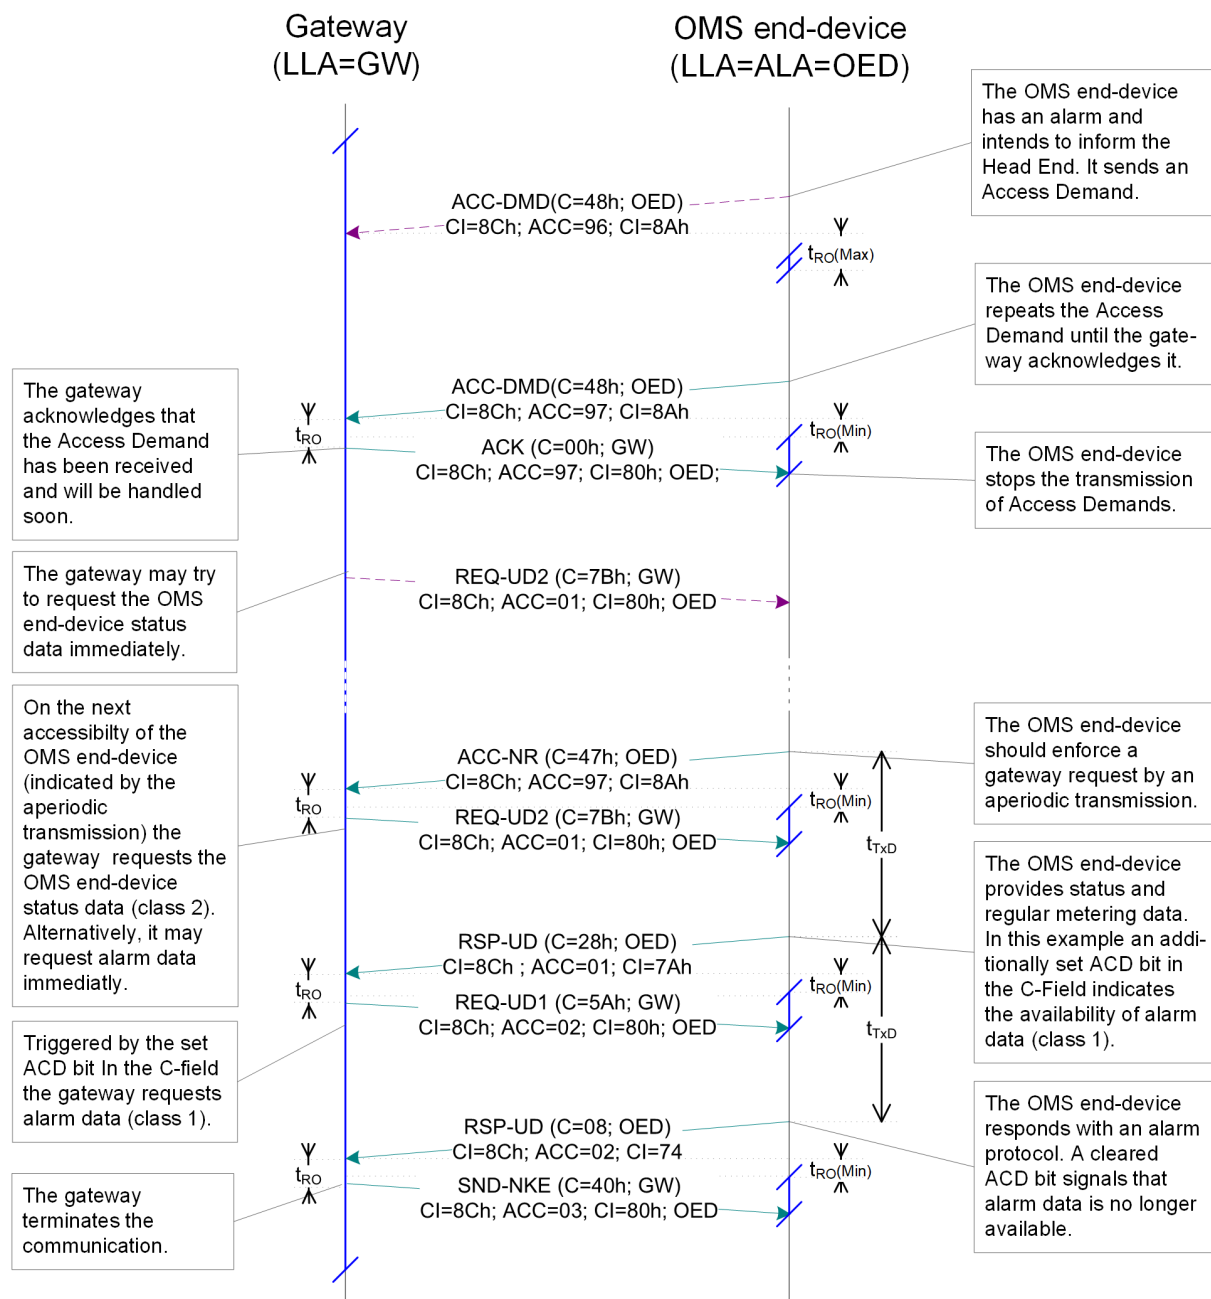 Gateway
(LLA=GW)
OMS end-device
(LLA=ALA=OED)
The OMS end-device
has an alarm and
intends to inform the
Head End. It sends an
Access Demand.
ACC-DMD(C=48h; OED)
CI=8Ch; ACC=96; CI=8Ah
tRO(Max)
The OMS end-device
repeats the Access
Demand until the gate-
way acknowledges it.
The gateway
acknowledges that
the Access Demand
has been received
and will be handled
soon.
tRO
ACC-DMD(C=48h; OED)
CI=8Ch; ACC=97; CI=8Ah
tRO(Min)
ACK (C=00h; GW)
CI=8Ch; ACC=97; CI=80h; OED;
The OMS end-device
stops the transmission
of Access Demands.
The gateway may try
to request the OMS
end-device status
data immediately.
REQ-UD2 (C=7Bh; GW)
CI=8Ch; ACC=01; CI=80h; OED
On the next
accessibilty of the
OMS end-device
(indicated by the
aperiodic
transmission) the
gateway  requests the
OMS end-device
status data (class 2).
Alternatively, it may
request alarm data
immediatly.
tRO
ACC-NR (C=47h; OED)
CI=8Ch; ACC=97; CI=8Ah
tRO(Min)
REQ-UD2 (C=7Bh; GW)
CI=8Ch; ACC=01; CI=80h; OED
tTxD
The OMS end-device
should enforce a
gateway request by an
aperiodic transmission.
The OMS end-device
provides status and
regular metering data.
In this example an addi-
tionally set ACD bit in
the C-Field indicates
the availability of alarm
data (class 1).
RSP-UD (C=28h; OED)
CI=8Ch ; ACC=01; CI=7Ah
tRO
tRO(Min)
REQ-UD1 (C=5Ah; GW)
CI=8Ch; ACC=02; CI=80h; OED
tTxD
Triggered by the set
ACD bit In the C-field
the gateway requests
alarm data (class 1).
The OMS end-device
responds with an alarm
protocol. A cleared
ACD bit signals that
alarm data is no longer
available.
RSP-UD (C=08; OED)
CI=8Ch; ACC=02; CI=74
tRO
tRO(Min)
SND-NKE (C=40h; GW)
CI=8Ch; ACC=03; CI=80h; OED
The gateway
terminates the
communication.